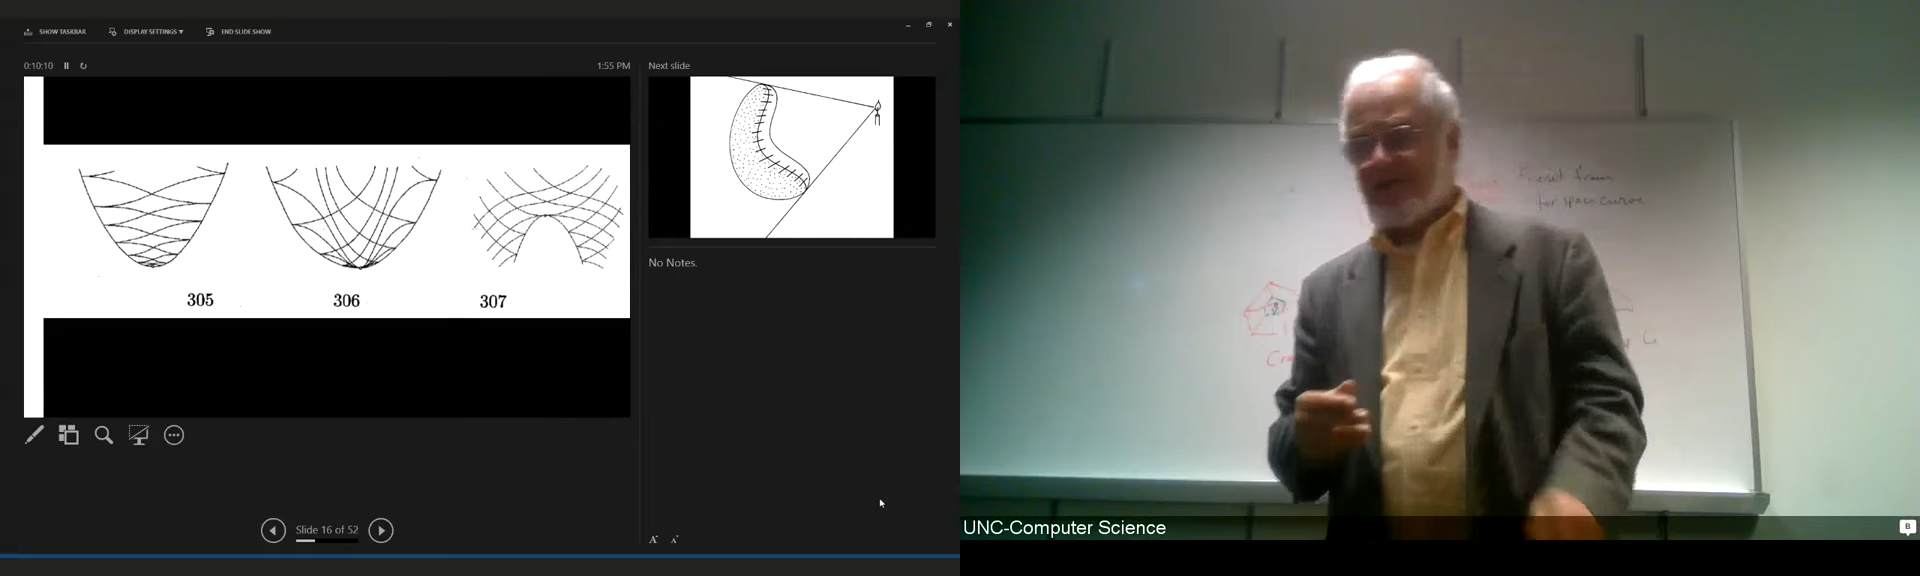 SHOW TASKBAR
DISPLAY SETTINGS ▾
END SLIDE SHOW
0:10:10
1:55 PM
Next slide
305
306
307
No Notes.
Slide 16 of 52
A
A
for space curve
UNC-Computer Science
B